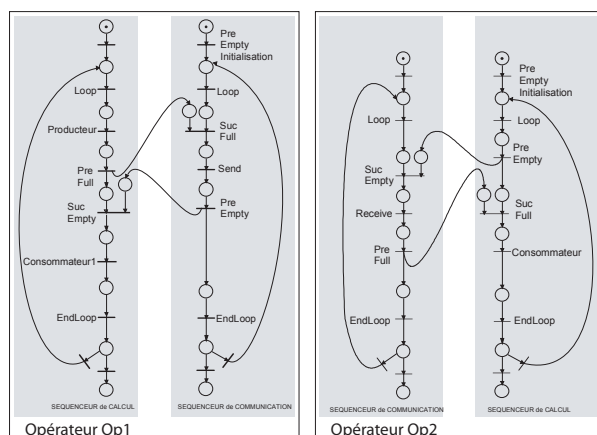 Pre
Empty
Initialisation
Loop
Loop
Producteur
Suc
Full
Pre
Full
Send
Suc
Empty
Pre
Empty
Consommateur1
EndLoop
EndLoop
SEQUENCEUR de CALCUL
SEQUENCEUR de COMMUNICATION
Opérateur Op1
Pre
Empty
Initialisation
Loop
Loop
Pre
Empty
Suc
Empty
Receive
Suc
Full
Pre
Full
Consommateur
EndLoop
EndLoop
SEQUENCEUR de COMMUNICATION
SEQUENCEUR de CALCUL
Opérateur Op2